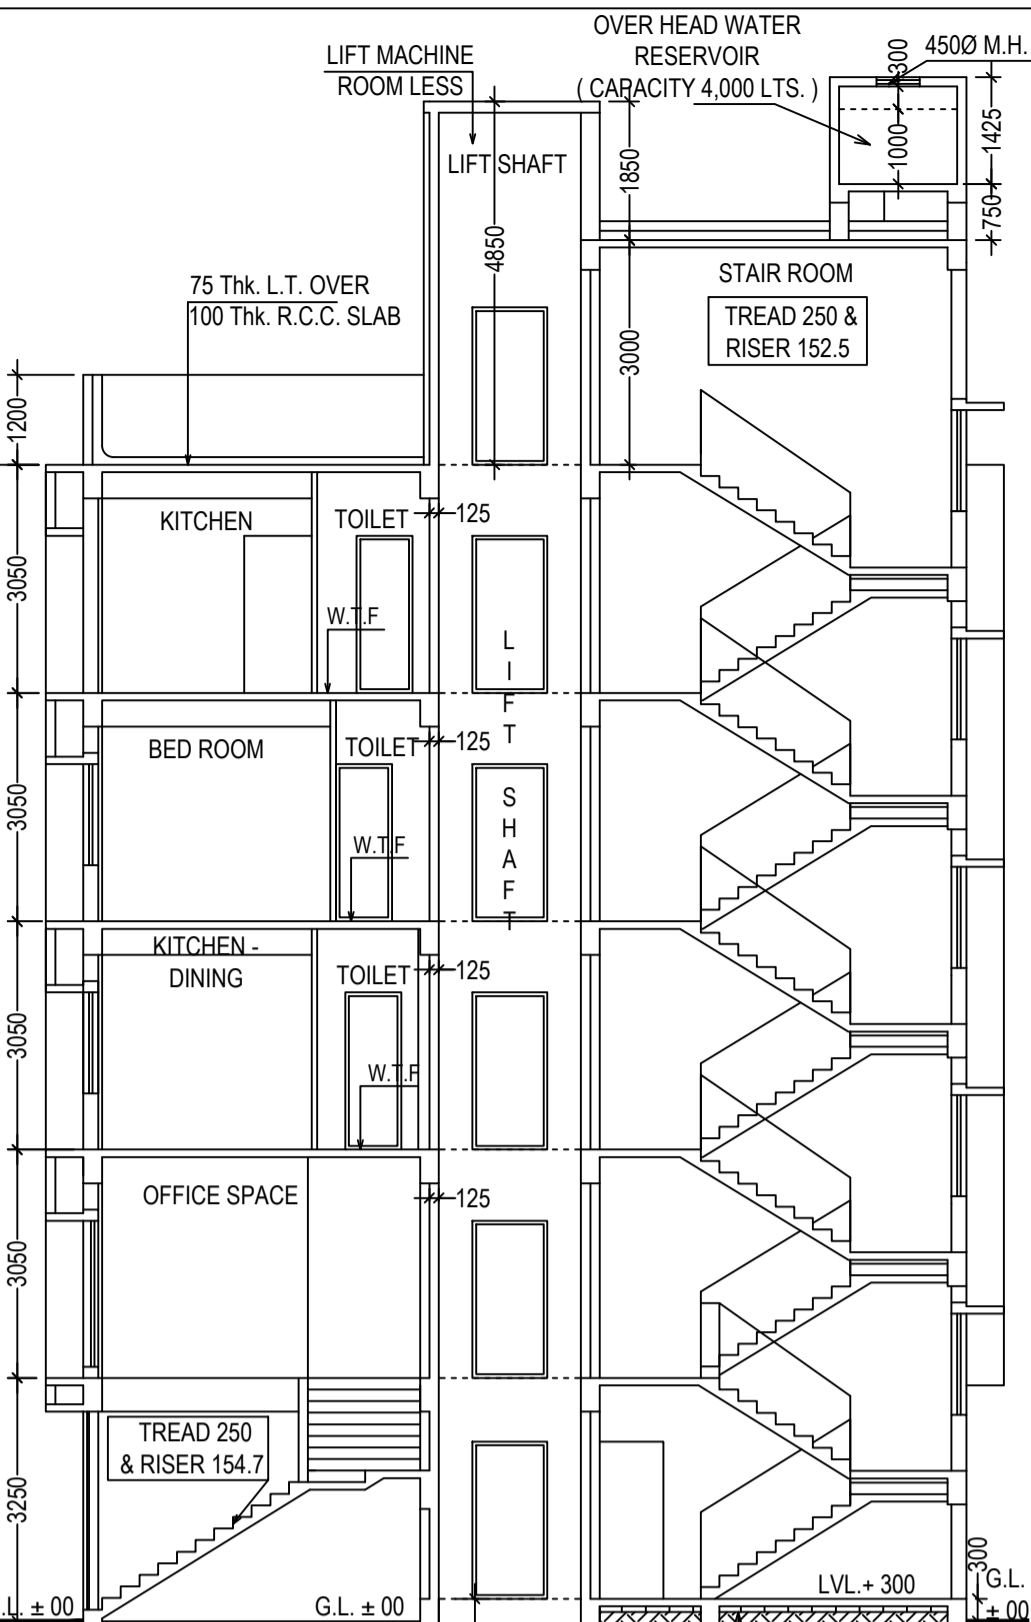 OVER HEAD WATER
RESERVOIR
( CAPACITY 4,000 LTS. )
300
450Ø M.H.
LIFT MACHINE
ROOM LESS
LIFT SHAFT
1850
1000
1425
750
4850
75 Thk. L.T. OVER
100 Thk. R.C.C. SLAB
STAIR ROOM
TREAD 250 &
RISER 152.5
3000
1200
KITCHEN
TOILET
125
3050
W.T.F
LIFT SHAFT
BED ROOM
TOILET
125
3050
W.T.F
KITCHEN -
DINING
TOILET
125
3050
W.T.F
OFFICE SPACE
125
3050
TREAD 250
& RISER 154.7
3250
.L. ± 00
G.L. ± 00
LVL.+ 300
300
G.L.
± 00